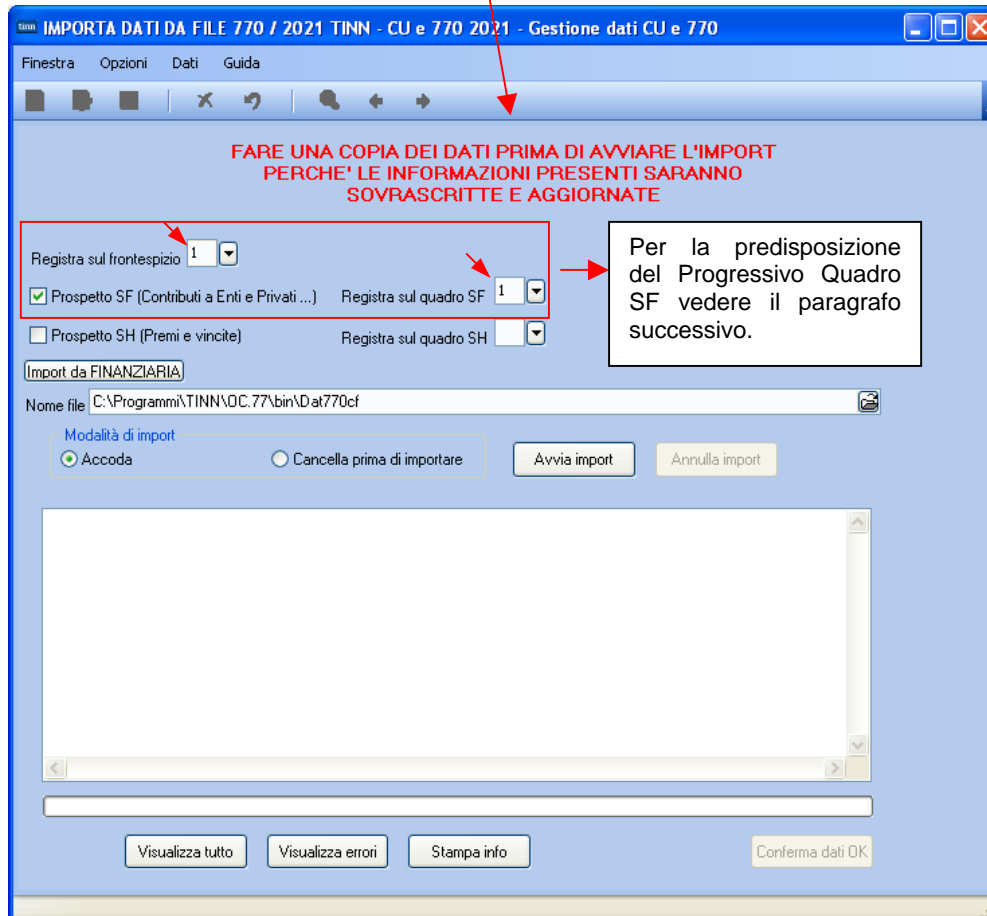 tinn IMPORTA DATI DA FILE 770 / 2021 TINN - CU e 770 2021 - Gestione dati CU e 770
Finestra Opzioni Dati Guida
FARE UNA COPIA DEI DATI PRIMA DI AVVIARE L'IMPORT
PERCHE' LE INFORMAZIONI PRESENTI SARANNO
SOVRASCRITTE E AGGIORNATE
Registra sul frontespizio 1
Prospetto SF (Contributi a Enti e Privati ...) Registra sul quadro SF 1
Prospetto SH (Premi e vincite) Registra sul quadro SH
Per la predisposizione
del Progressivo Quadro
SF vedere il paragrafo
successivo.
Import da FINANZIARIA
Nome file C:\Programmi\TINN\OC.77\bin\Dat770cf
Modalità di import
Accoda Cancella prima di importare Avvia import Annulla import
Visualizza tutto Visualizza errori Stampa info Conferma dati OK